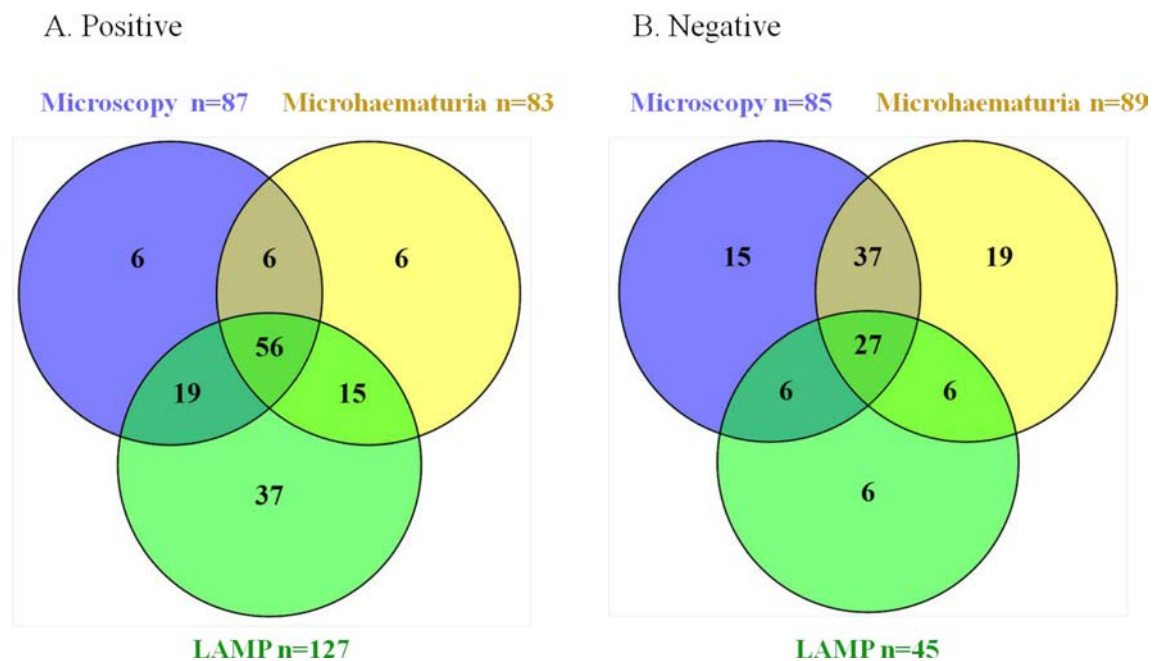 A. Positive
B. Negative
Microscopy n=87
Microhaematuria n=83
Microscopy n=85
Microhaematuria n=89
6
6
6
15
37
19
56
27
19
15
6
6
37
6
LAMP n=127
LAMP n=45